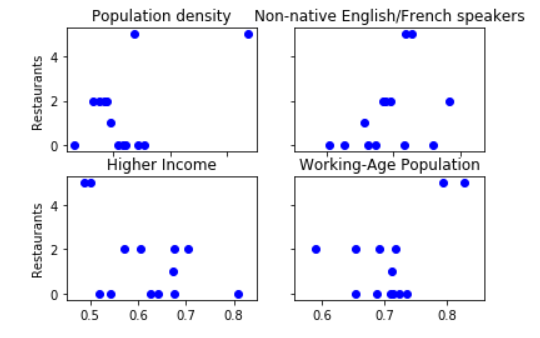 Population density
Non-native English/French speakers
Restaurants
4
2
0
Higher Income
Working-Age Population
Restaurants
4
2
0
0.5 0.6 0.7 0.8
0.6 0.7 0.8